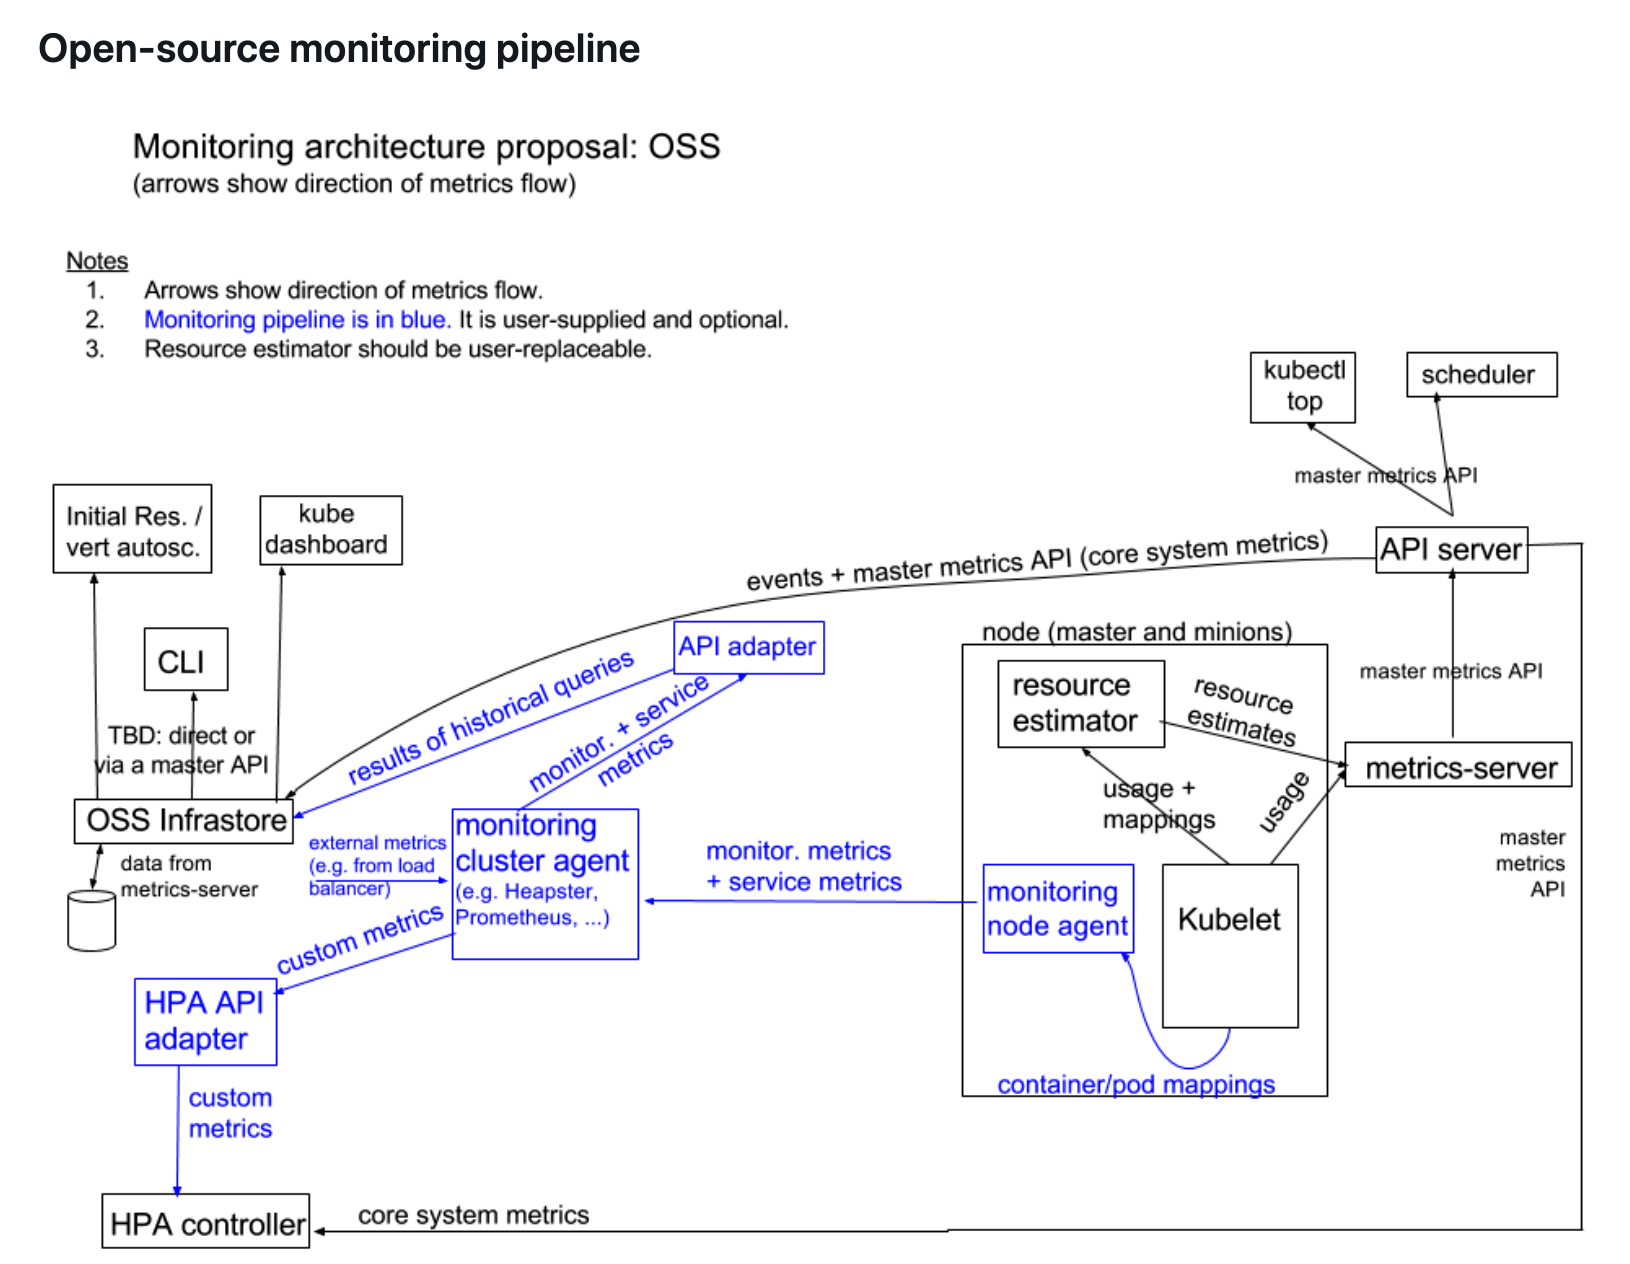 Open-source monitoring pipeline
Monitoring architecture proposal: OSS
(arrows show direction of metrics flow)
Notes
1. Arrows show direction of metrics flow.
2. Monitoring pipeline is in blue. It is user-supplied and optional.
3. Resource estimator should be user-replaceable.
kubectl
top
scheduler
master metrics API
Initial Res. /
vert autosc.
kube
dashboard
API server
events + master metrics API (core system metrics)
CLI
API adapter
node (master and minions)
resource
estimator
resource
estimates
master metrics API
results of historical queries
monitor. + service
metrics
TBD: direct or
via a master API
metrics-server
usage +
mappings
usage
OSS Infrastore
data from
metrics-server
external metrics
(e.g. from load
balancer)
monitoring
cluster agent
(e.g. Heapster,
Prometheus, ...)
monitor. metrics
+ service metrics
monitoring
node agent
Kubelet
master
metrics
API
custom metrics
HPA API
adapter
container/pod mappings
custom
metrics
HPA controller
core system metrics